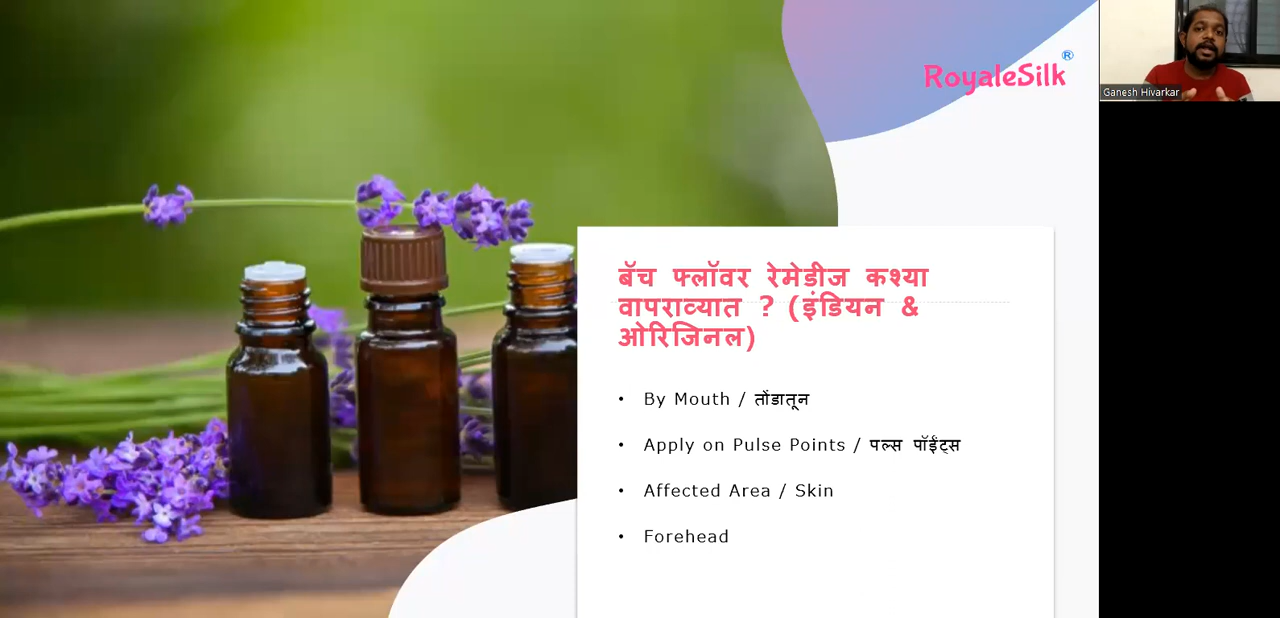 RoyaleSilk®
Ganesh Hivarkar
बॅच फ्लॉवर रेमेडीज कश्या
वापराव्यात ? (इंडियन &
ओरिजिनल)
• By Mouth / तोंडातून
• Apply on Pulse Points / पल्स पॉईंट्स
• Affected Area / Skin
• Forehead